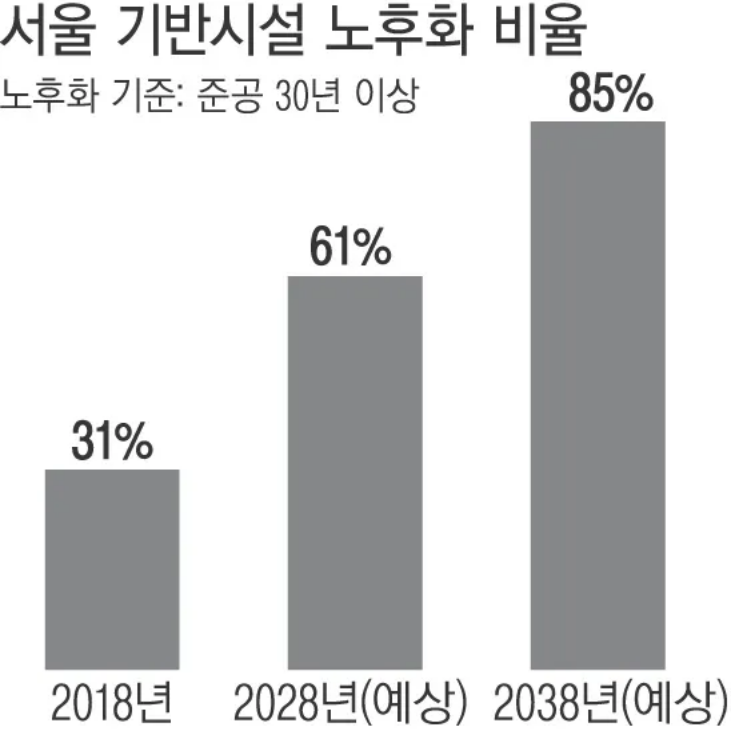 서울 기반시설 노후화 비율
노후화 기준: 준공 30년 이상
85%
61%
31%
2018년 2028년(예상) 2038년(예상)